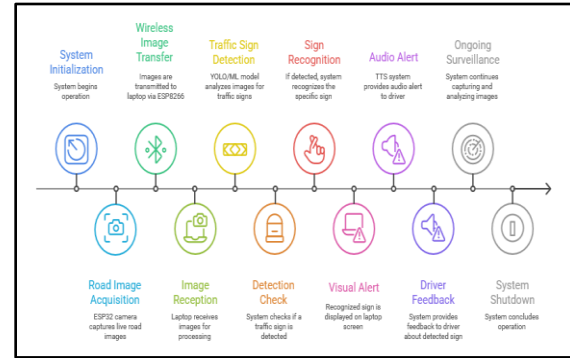 System
Initialization
System begins
operation
Wireless
Image
Transfer
Images are
transmitted to
laptop via ESP8266
Traffic Sign
Detection
YOLO/ML model
analyzes images for
traffic signs
Sign
Recognition
If detected, system
recognizes the
specific sign
Audio Alert
TTS system
provides audio alert
to driver
Ongoing
Surveillance
System continues
capturing and
analyzing images
Road Image
Acquisition
ESP32 camera
captures live road
images
Image
Reception
Laptop receives
images for
processing
Detection
Check
System checks if a
traffic sign is
detected
Visual Alert
Recognized sign is
displayed on laptop
screen
Driver
Feedback
System provides
feedback to driver
about detected sign
System
Shutdown
System concludes
operation